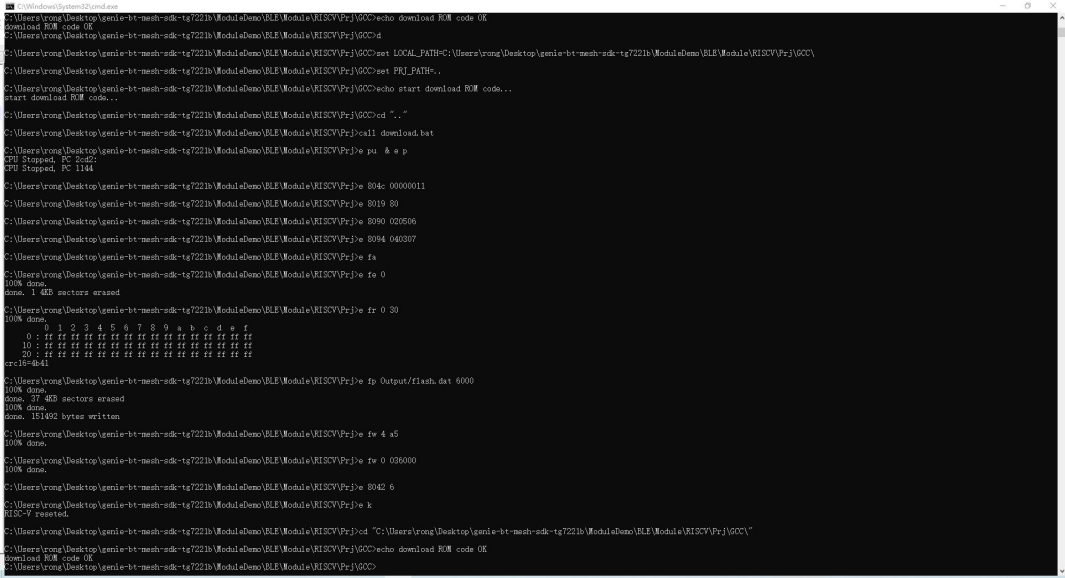 C:\Windows\System32\cmd.exe
C:\Users\rong\Desktop\genie-bt-mesh-sdk-tg7221b\ModuleDemo\BLE\Module\RISCV\Prj\GCC>echo download ROM code OK
download ROM code OK
C:\Users\rong\Desktop\genie-bt-mesh-sdk-tg7221b\ModuleDemo\BLE\Module\RISCV\Prj\GCC>d
C:\Users\rong\Desktop\genie-bt-mesh-sdk-tg7221b\ModuleDemo\BLE\Module\RISCV\Prj\GCC>set LOCAL_PATH=C:\Users\rong\Desktop\genie-bt-mesh-sdk-tg7221b\ModuleDemo\BLE\Module\RISCV\Prj\GCC\
C:\Users\rong\Desktop\genie-bt-mesh-sdk-tg7221b\ModuleDemo\BLE\Module\RISCV\Prj\GCC>set PRJ_PATH=..
C:\Users\rong\Desktop\genie-bt-mesh-sdk-tg7221b\ModuleDemo\BLE\Module\RISCV\Prj\GCC>echo start download ROM code...
start download ROM code...
C:\Users\rong\Desktop\genie-bt-mesh-sdk-tg7221b\ModuleDemo\BLE\Module\RISCV\Prj\GCC>cd ".."
C:\Users\rong\Desktop\genie-bt-mesh-sdk-tg7221b\ModuleDemo\BLE\Module\RISCV\Prj>call download.bat
C:\Users\rong\Desktop\genie-bt-mesh-sdk-tg7221b\ModuleDemo\BLE\Module\RISCV\Prj>e pu  & e p
CPU Stopped, PC 2cd2:
CPU Stopped, PC 1144
C:\Users\rong\Desktop\genie-bt-mesh-sdk-tg7221b\ModuleDemo\BLE\Module\RISCV\Prj>e 804c 00000011
C:\Users\rong\Desktop\genie-bt-mesh-sdk-tg7221b\ModuleDemo\BLE\Module\RISCV\Prj>e 8019 80
C:\Users\rong\Desktop\genie-bt-mesh-sdk-tg7221b\ModuleDemo\BLE\Module\RISCV\Prj>e 8090 020506
C:\Users\rong\Desktop\genie-bt-mesh-sdk-tg7221b\ModuleDemo\BLE\Module\RISCV\Prj>e 8094 040307
C:\Users\rong\Desktop\genie-bt-mesh-sdk-tg7221b\ModuleDemo\BLE\Module\RISCV\Prj>e fa
C:\Users\rong\Desktop\genie-bt-mesh-sdk-tg7221b\ModuleDemo\BLE\Module\RISCV\Prj>e fe 0
100% done.
done. 1 4KB sectors erased
C:\Users\rong\Desktop\genie-bt-mesh-sdk-tg7221b\ModuleDemo\BLE\Module\RISCV\Prj>e fr 0 30
100% done.
0 1 2 3 4 5 6 7 8 9 a b c d e f
0 : ff ff ff ff ff ff ff ff ff ff ff ff ff ff ff ff
10 : ff ff ff ff ff ff ff ff ff ff ff ff ff ff ff ff
20 : ff ff ff ff ff ff ff ff ff ff ff ff ff ff ff ff
crc16=4b41
C:\Users\rong\Desktop\genie-bt-mesh-sdk-tg7221b\ModuleDemo\BLE\Module\RISCV\Prj>e fp Output/flash.dat 6000
100% done.
done. 37 4KB sectors erased
100% done.
done. 151492 bytes written
C:\Users\rong\Desktop\genie-bt-mesh-sdk-tg7221b\ModuleDemo\BLE\Module\RISCV\Prj>e fw 4 a5
100% done.
C:\Users\rong\Desktop\genie-bt-mesh-sdk-tg7221b\ModuleDemo\BLE\Module\RISCV\Prj>e fw 0 036000
100% done.
C:\Users\rong\Desktop\genie-bt-mesh-sdk-tg7221b\ModuleDemo\BLE\Module\RISCV\Prj>e 8042 6
C:\Users\rong\Desktop\genie-bt-mesh-sdk-tg7221b\ModuleDemo\BLE\Module\RISCV\Prj>e k
RISC-V reseted.
C:\Users\rong\Desktop\genie-bt-mesh-sdk-tg7221b\ModuleDemo\BLE\Module\RISCV\Prj>cd "C:\Users\rong\Desktop\genie-bt-mesh-sdk-tg7221b\ModuleDemo\BLE\Module\RISCV\Prj\GCC\"
C:\Users\rong\Desktop\genie-bt-mesh-sdk-tg7221b\ModuleDemo\BLE\Module\RISCV\Prj\GCC>echo download ROM code OK
download ROM code OK
C:\Users\rong\Desktop\genie-bt-mesh-sdk-tg7221b\ModuleDemo\BLE\Module\RISCV\Prj\GCC>